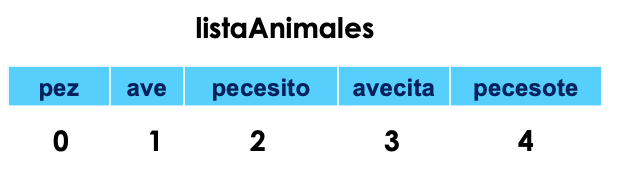 listaAnimales
pez ave pecesito avecita pecesote
0 1 2 3 4